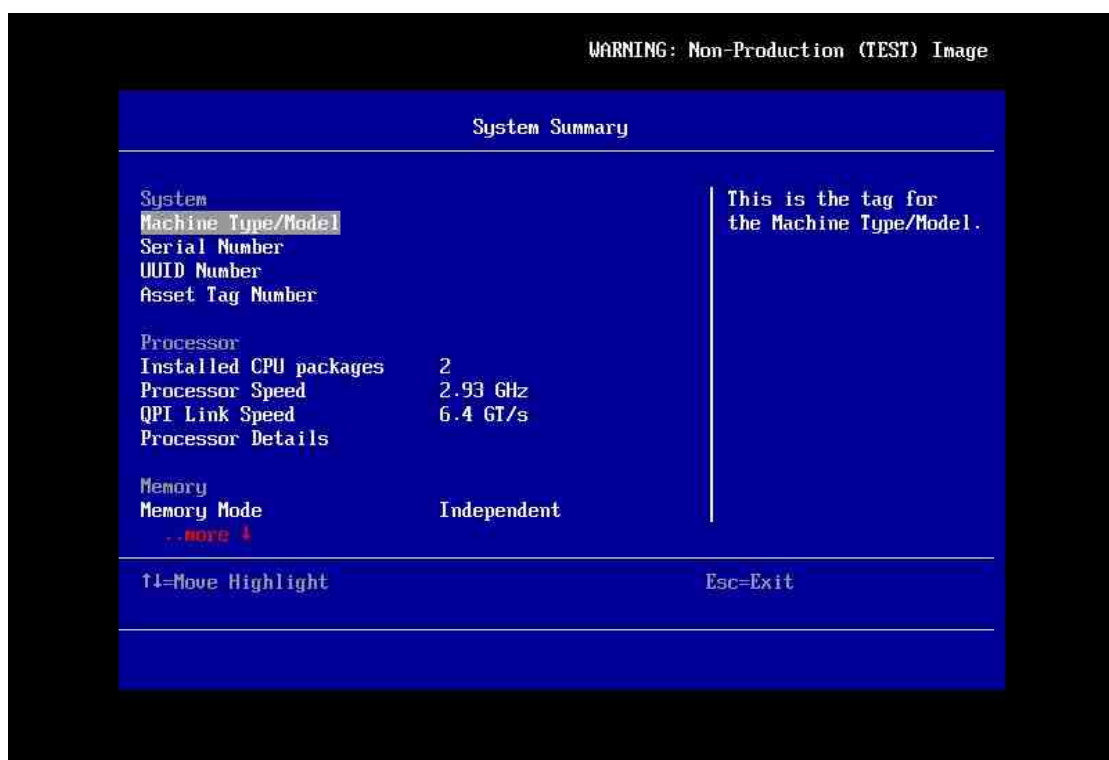 WARNING: Non-Production (TEST) Image
System Summary
System
Machine Type/Model
Serial Number
UUID Number
Asset Tag Number
Processor
Installed CPU packages 2
Processor Speed 2.93 GHz
QPI Link Speed 6.4 GT/s
Processor Details
Memory
Memory Mode Independent
..more ↓
This is the tag for
the Machine Type/Model.
↑↓=Move Highlight Esc=Exit